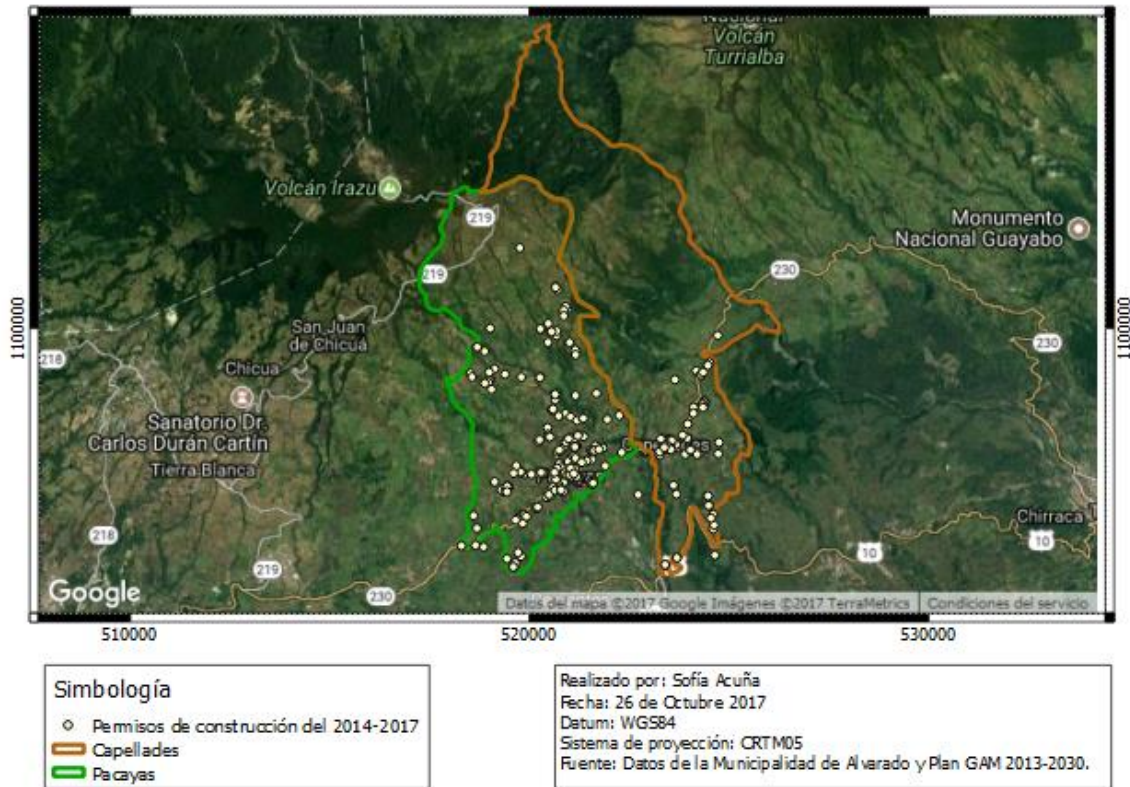 Nacional
Volcán
Turrialba
Volcán Irazu
219
Monumento
Nacional Guayabo
230
219
1100000
1100000
San Juan
de Chicuá
218
230
Chicua
Sanatorio Dr.
Carlos Durán Cartín
Tierra Blanca
Capellades
218
Chirraca
10
10
219
230
Google
Datos del mapa ©2017 Google Imágenes ©2017 TerraMetrics
Condiciones del servicio
510000
520000
530000
Simbología
Permisos de construcción del 2014-2017
Capellades
Pacayas
Realizado por: Sofía Acuña
Fecha: 26 de Octubre 2017
Datum: WGS84
Sistema de proyección: CRTM05
Fuente: Datos de la Municipalidad de Alvarado y Plan GAM 2013-2030.